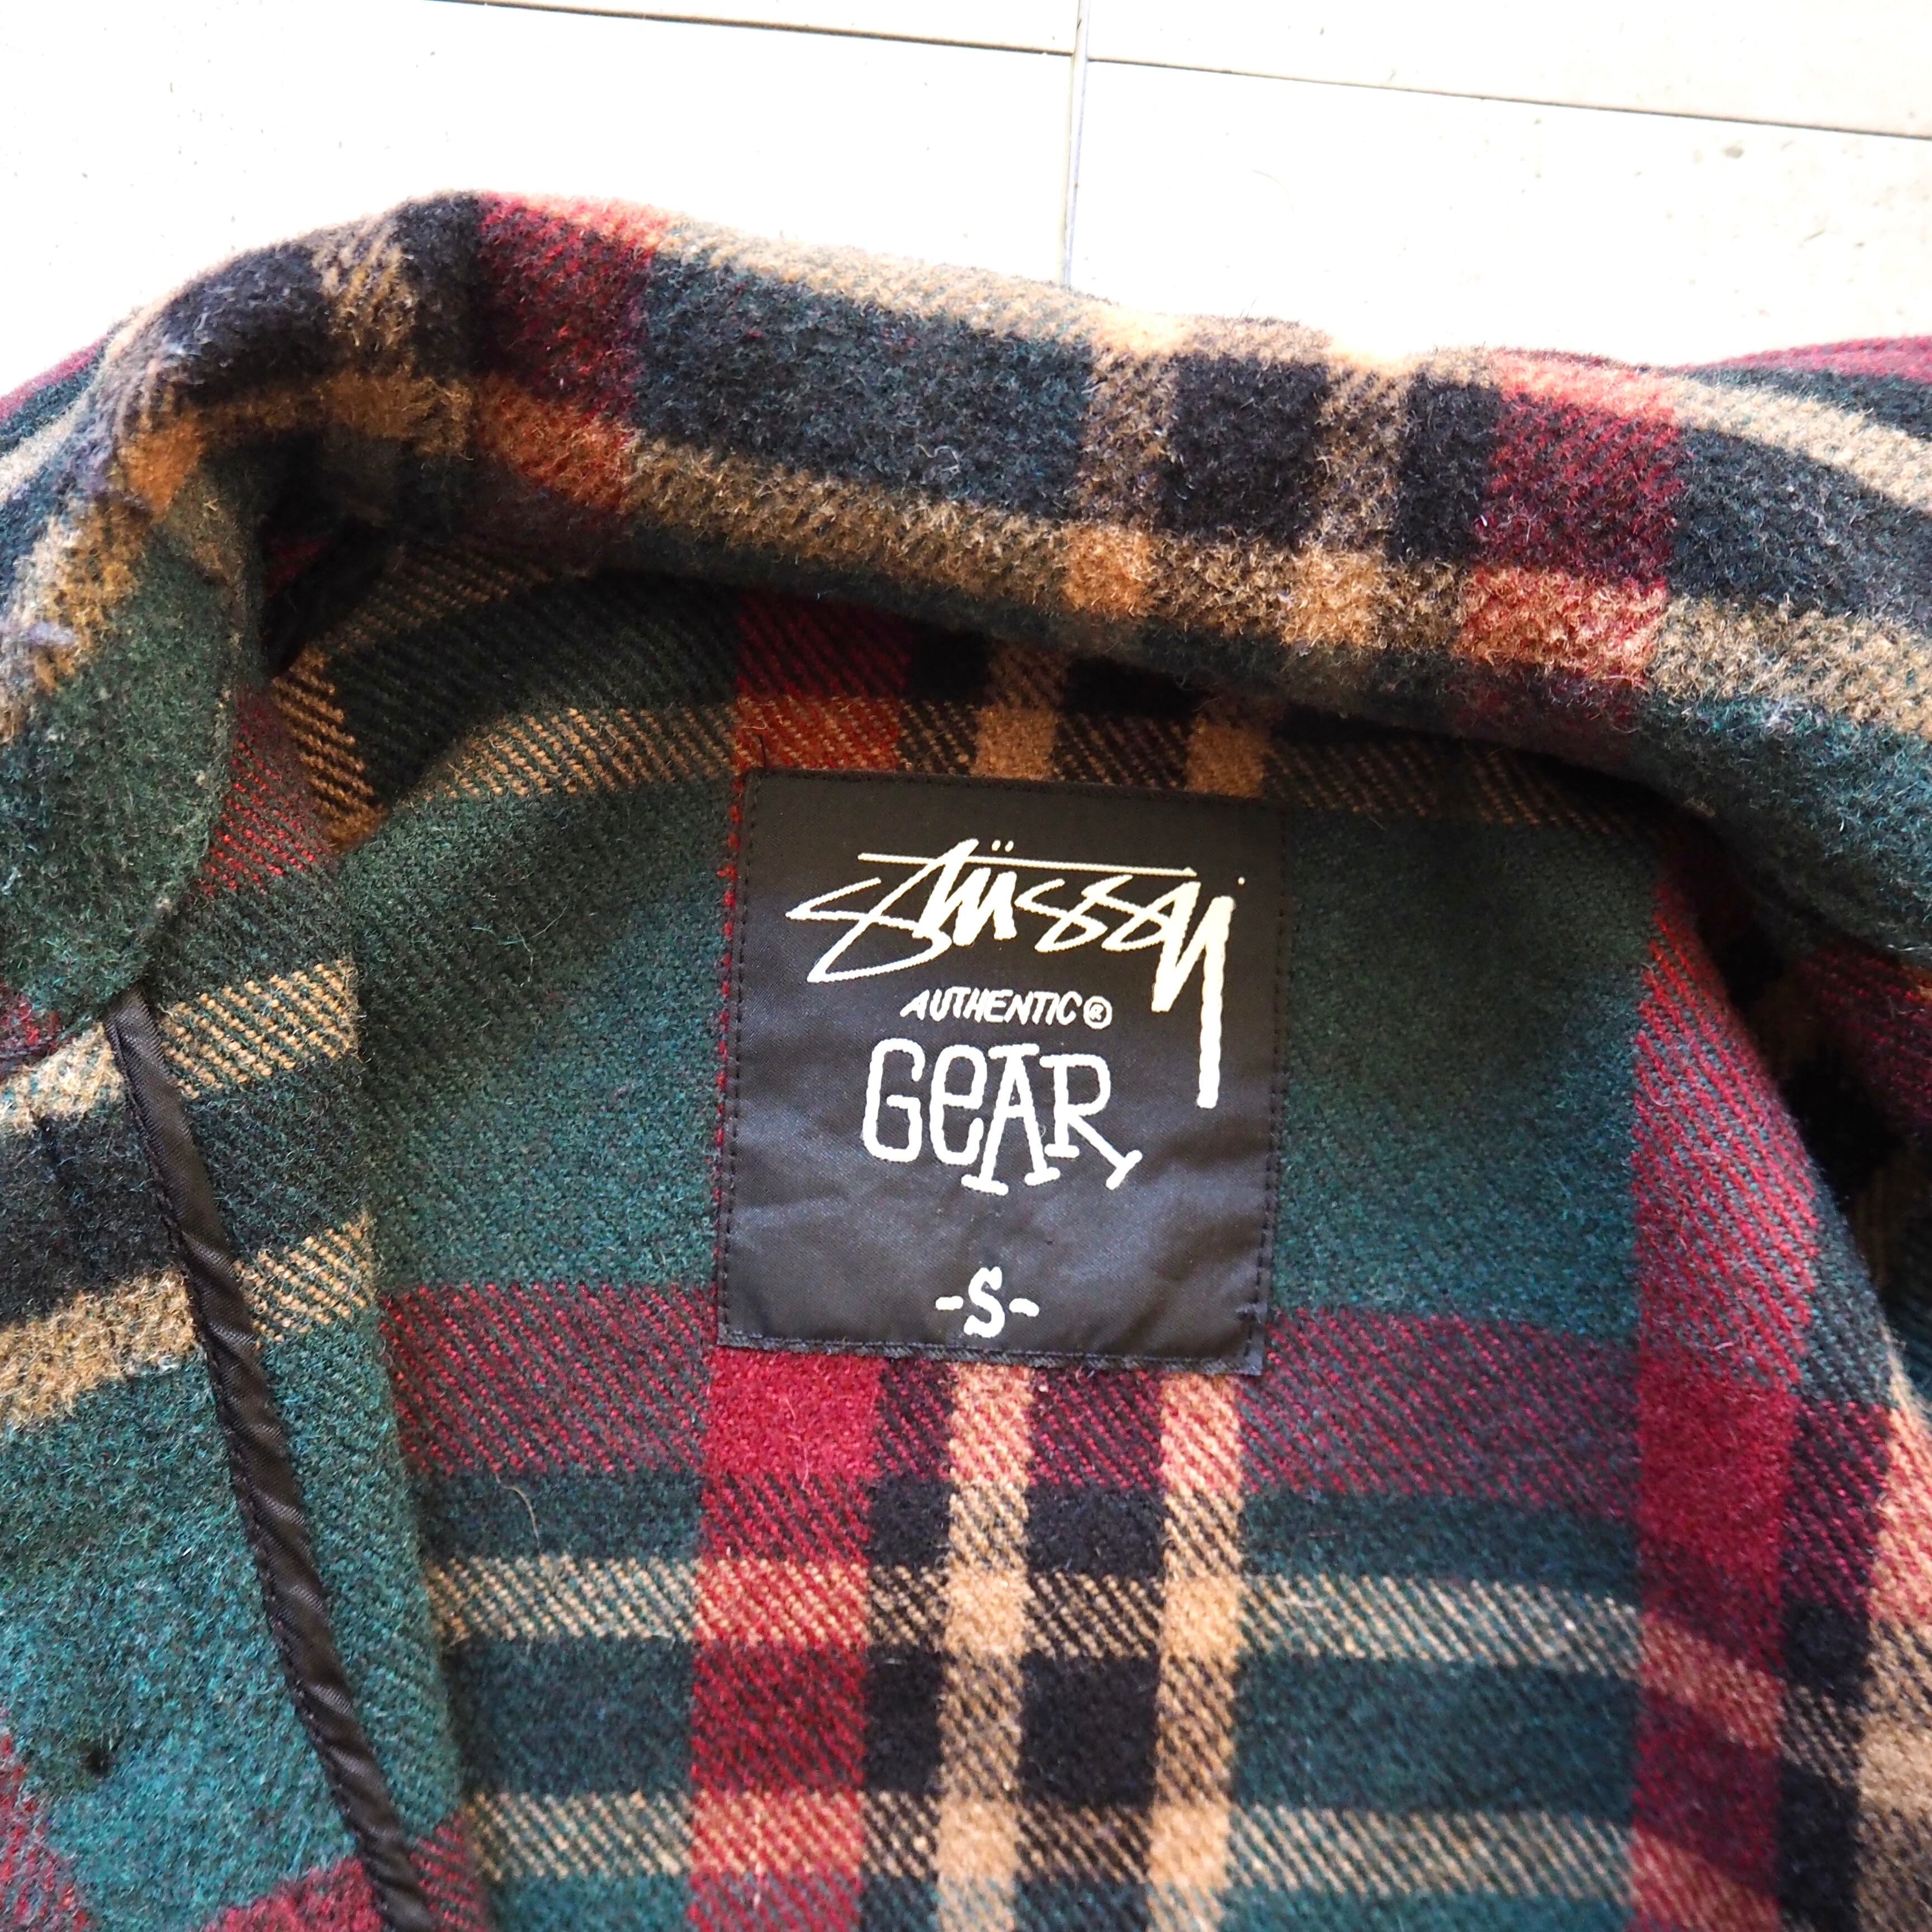 Stüssy
AUTHENTIC®
GEAR
-S-